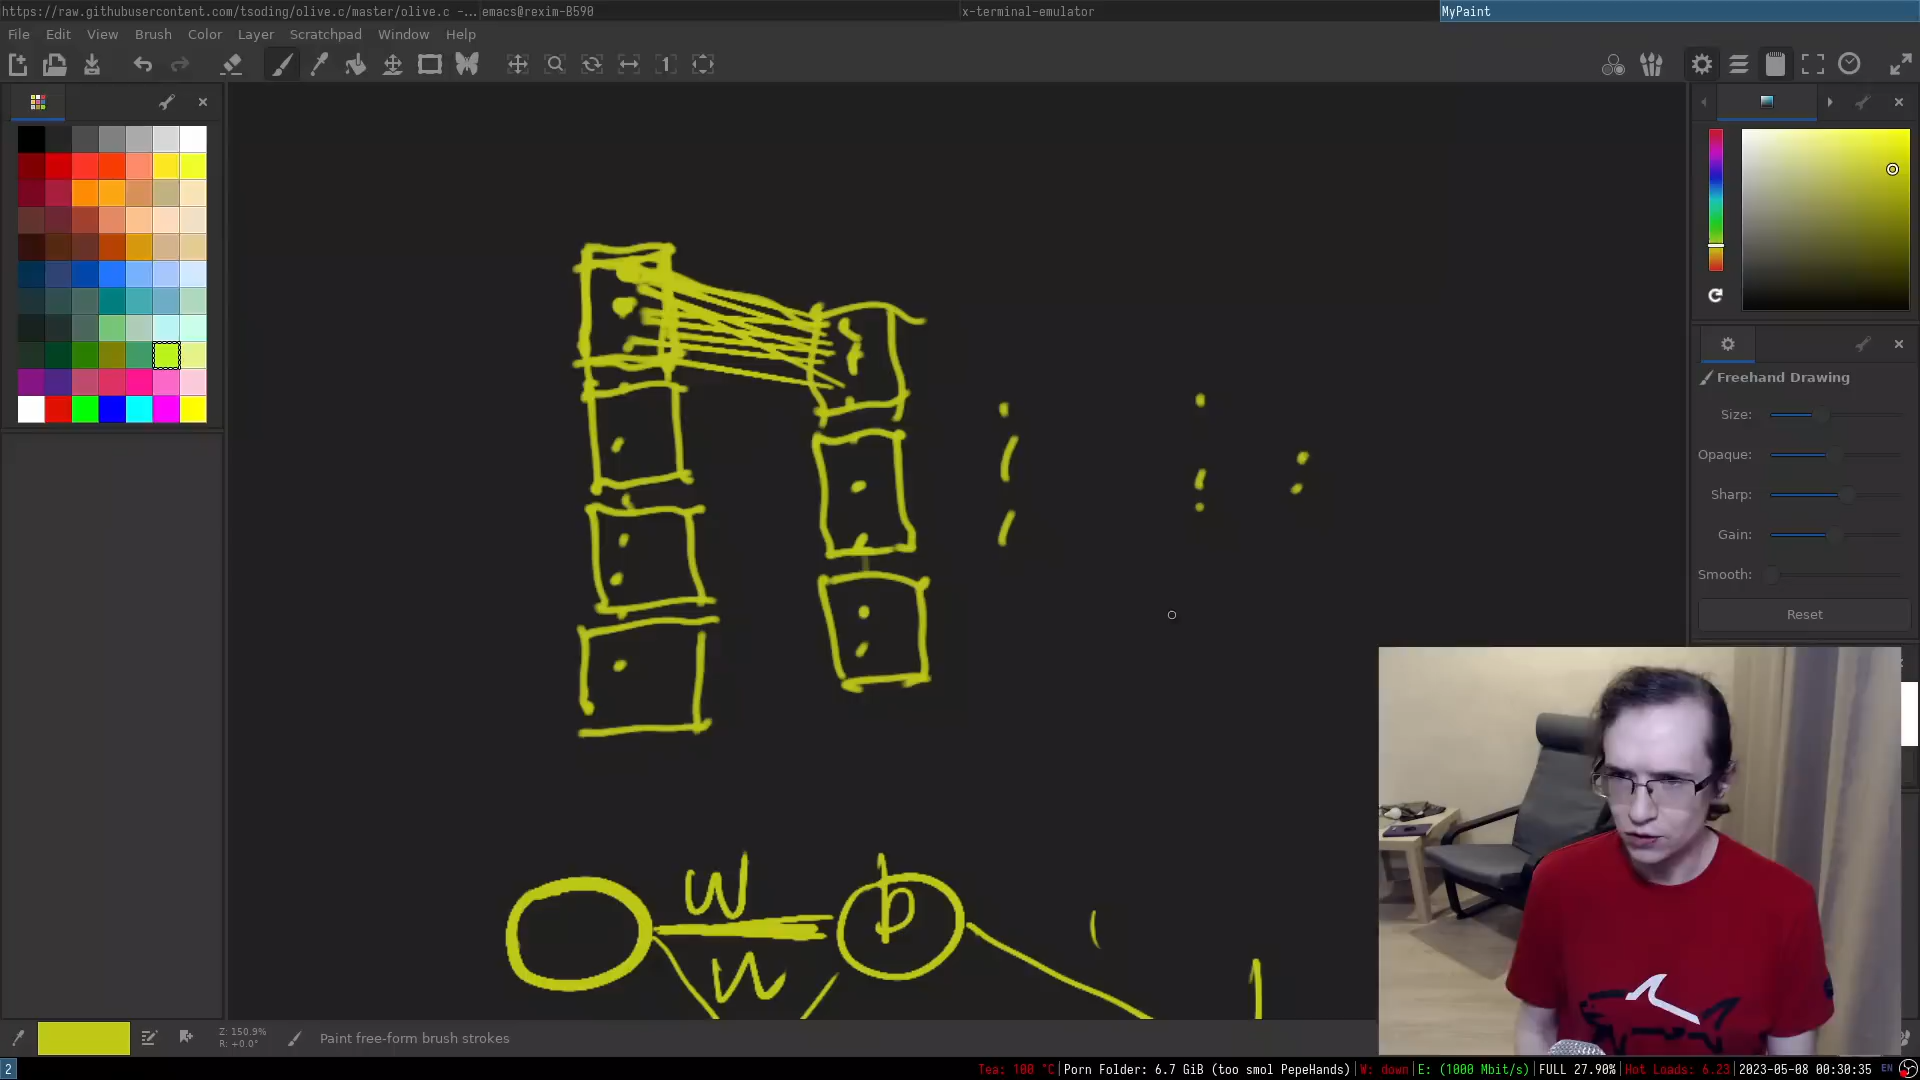 https://raw.githubusercontent.com/tsoding/olive.c/master/olive.c -... emacs@rexim-B590 x-terminal-emulator MyPaint
File Edit View Brush Color Layer Scratchpad Window Help
Freehand Drawing
Size:
Opaque:
Sharp:
Gain:
Smooth:
Reset
W b
W
Z: 150.9%
R: +0.0°
Paint free-form brush strokes
2 Tea: 100 °C Porn Folder: 6.7 GiB (too smol PepeHands) W: down E: (1000 Mbit/s) FULL 27.90% Hot Loads: 6.23 2023-05-08 00:30:35 EN